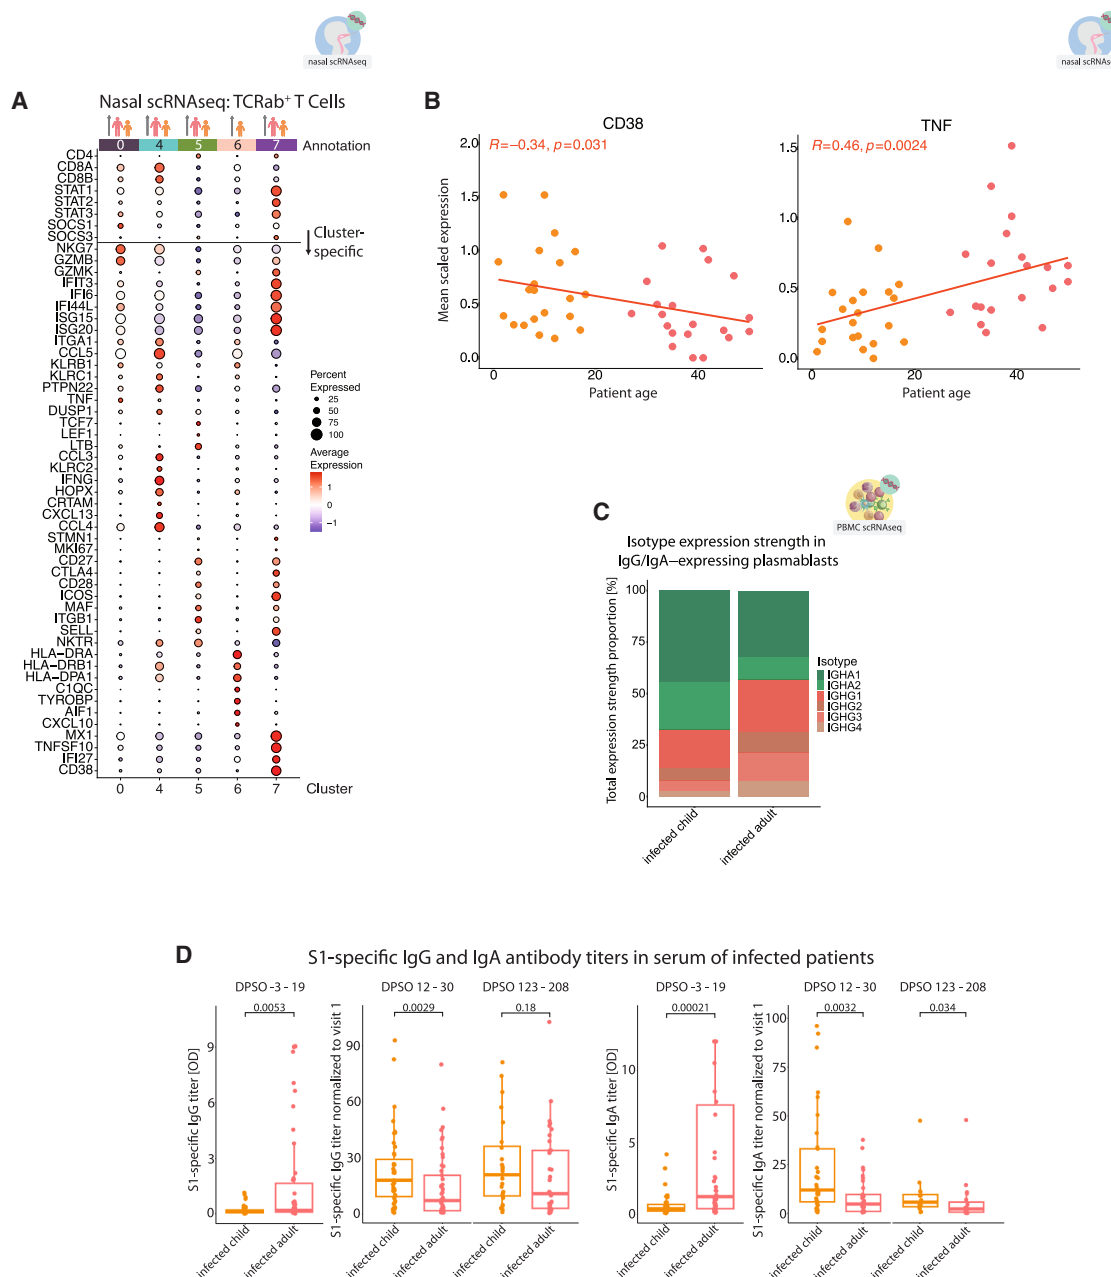 nasal scRNAseq
nasal scRNAse
A
Nasal scRNAseq: TCRab⁺ T Cells
0 4 5 6 7 Annotation
CD4
CD8A
CD8B
STAT1
STAT2
STAT3
SOCS1
SOCS3
Cluster-
specific
NKG7
GZMB
GZMK
IFIT3
IFI6
IFI44L
ISG15
ISG20
ITGA1
CCL5
KLRB1
KLRC1
PTPN22
TNF
DUSP1
TCF7
LEF1
LTB
CCL3
KLRC2
IFNG
HOPX
CRTAM
CXCL13
CCL4
STMN1
MKI67
CD27
CTLA4
CD28
ICOS
MAF
ITGB1
SELL
NKTR
HLA-DRA
HLA-DRB1
HLA-DPA1
C1QC
TYROBP
AIF1
CXCL10
MX1
TNFSF10
IFI27
CD38
0 4 5 6 7 Cluster
Percent
Expressed
25
50
75
100
Average
Expression
1
0
-1
B
CD38
R=-0.34, p=0.031
Mean scaled expression
2.0
1.5
1.0
0.5
0.0
0 20 40
Patient age
TNF
R=0.46, p=0.0024
1.5
1.0
0.5
0.0
0 20 40
Patient age
C
PBMC scRNAseq
Isotype expression strength in
IgG/IgA-expressing plasmablasts
Total expression strength proportion [%]
100
75
50
25
0
infected child
infected adult
Isotype
IGHA1
IGHA2
IGHG1
IGHG2
IGHG3
IGHG4
D
S1-specific IgG and IgA antibody titers in serum of infected patients
DPSO -3 - 19
0.0053
S1-specific IgG titer [OD]
9
6
3
0
infected child
infected adult
DPSO 12 - 30
DPSO 123 - 208
0.0029
0.18
S1-specific IgG titer normalized to visit 1
90
60
30
0
infected child
infected adult
infected child
infected adult
DPSO -3 - 19
0.00021
S1-specific IgA titer [OD]
10
5
0
infected child
infected adult
DPSO 12 - 30
DPSO 123 - 208
0.0032
0.034
S1-specific IgA titer normalized to visit 1
100
75
50
25
0
infected child
infected adult
infected child
infected adult